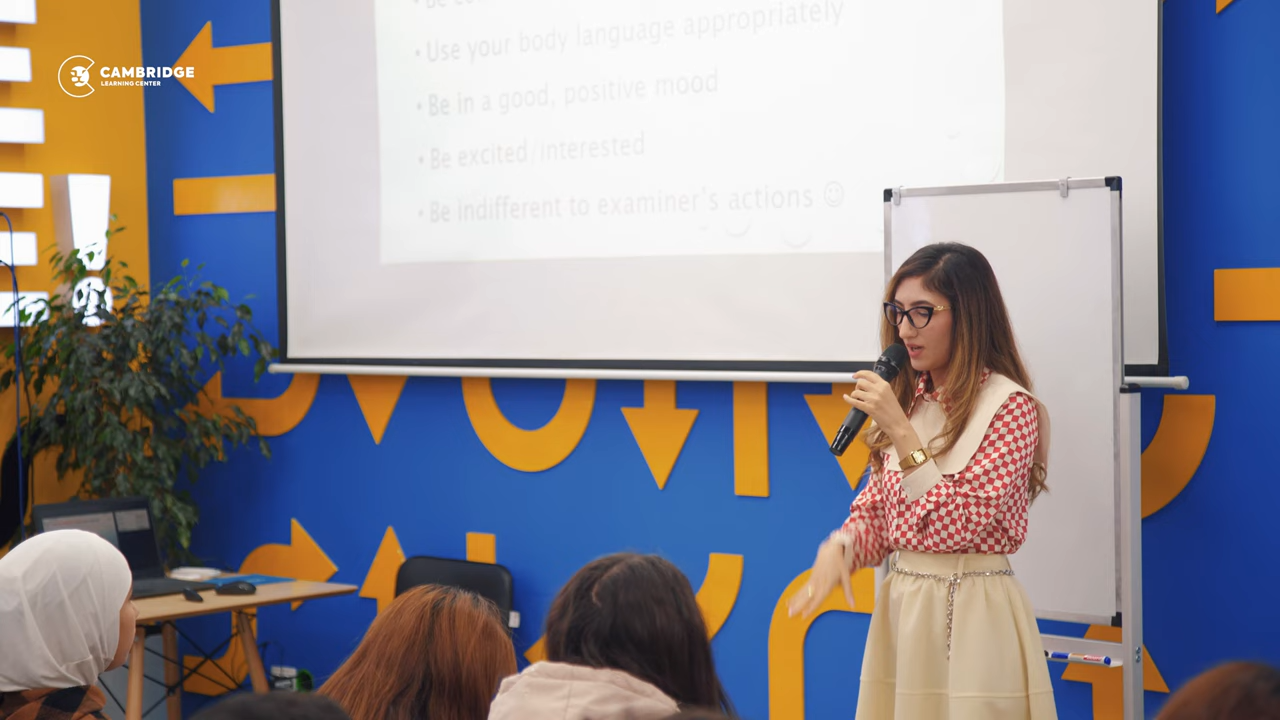 CAMBRIDGE
LEARNING CENTER
• Use your body language appropriately
• Be in a good, positive mood
• Be excited/interested
• Be indifferent to examiner's actions ☺